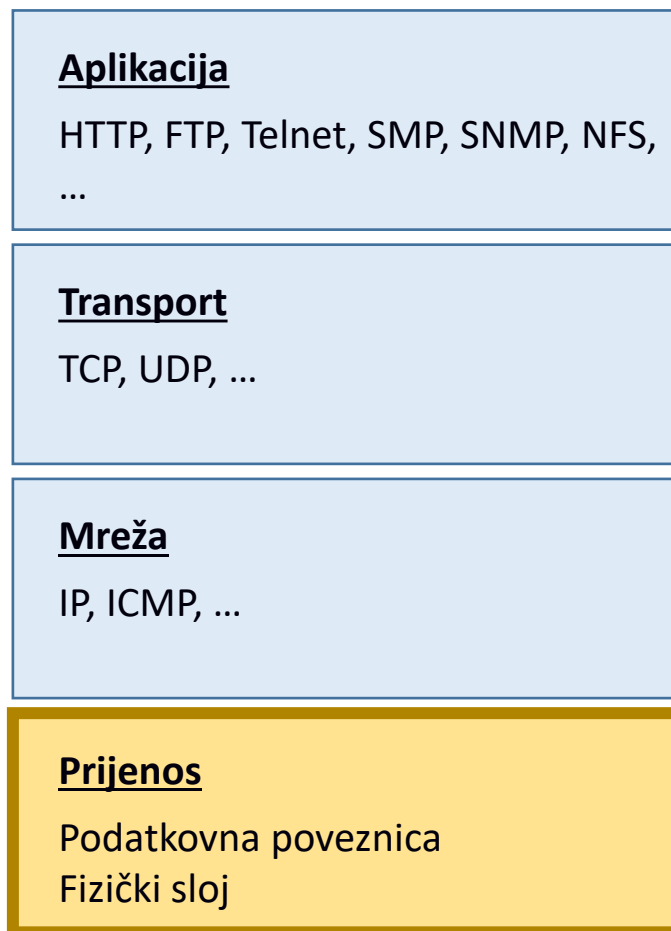 Aplikacija
HTTP, FTP, Telnet, SMP, SNMP, NFS,
...
Transport
TCP, UDP, ...
Mreža
IP, ICMP, ...
Prijenos
Podatkovna poveznica
Fizički sloj